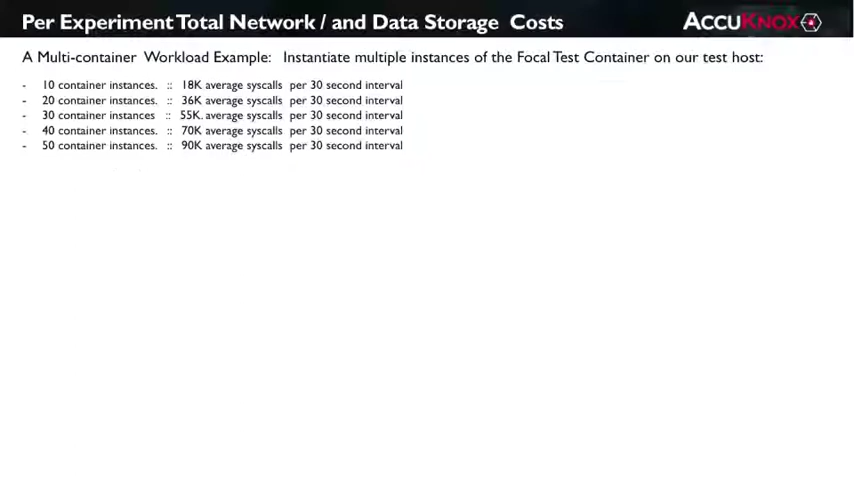 Per Experiment Total Network / and Data Storage Costs
ACCUKNOX
A Multi-container Workload Example: Instantiate multiple instances of the Focal Test Container on our test host:
- 10 container instances. :: 18K average syscalls per 30 second interval
- 20 container instances. :: 36K average syscalls per 30 second interval
- 30 container instances :: 55K. average syscalls per 30 second interval
- 40 container instances. :: 70K average syscalls per 30 second interval
- 50 container instances. :: 90K average syscalls per 30 second interval